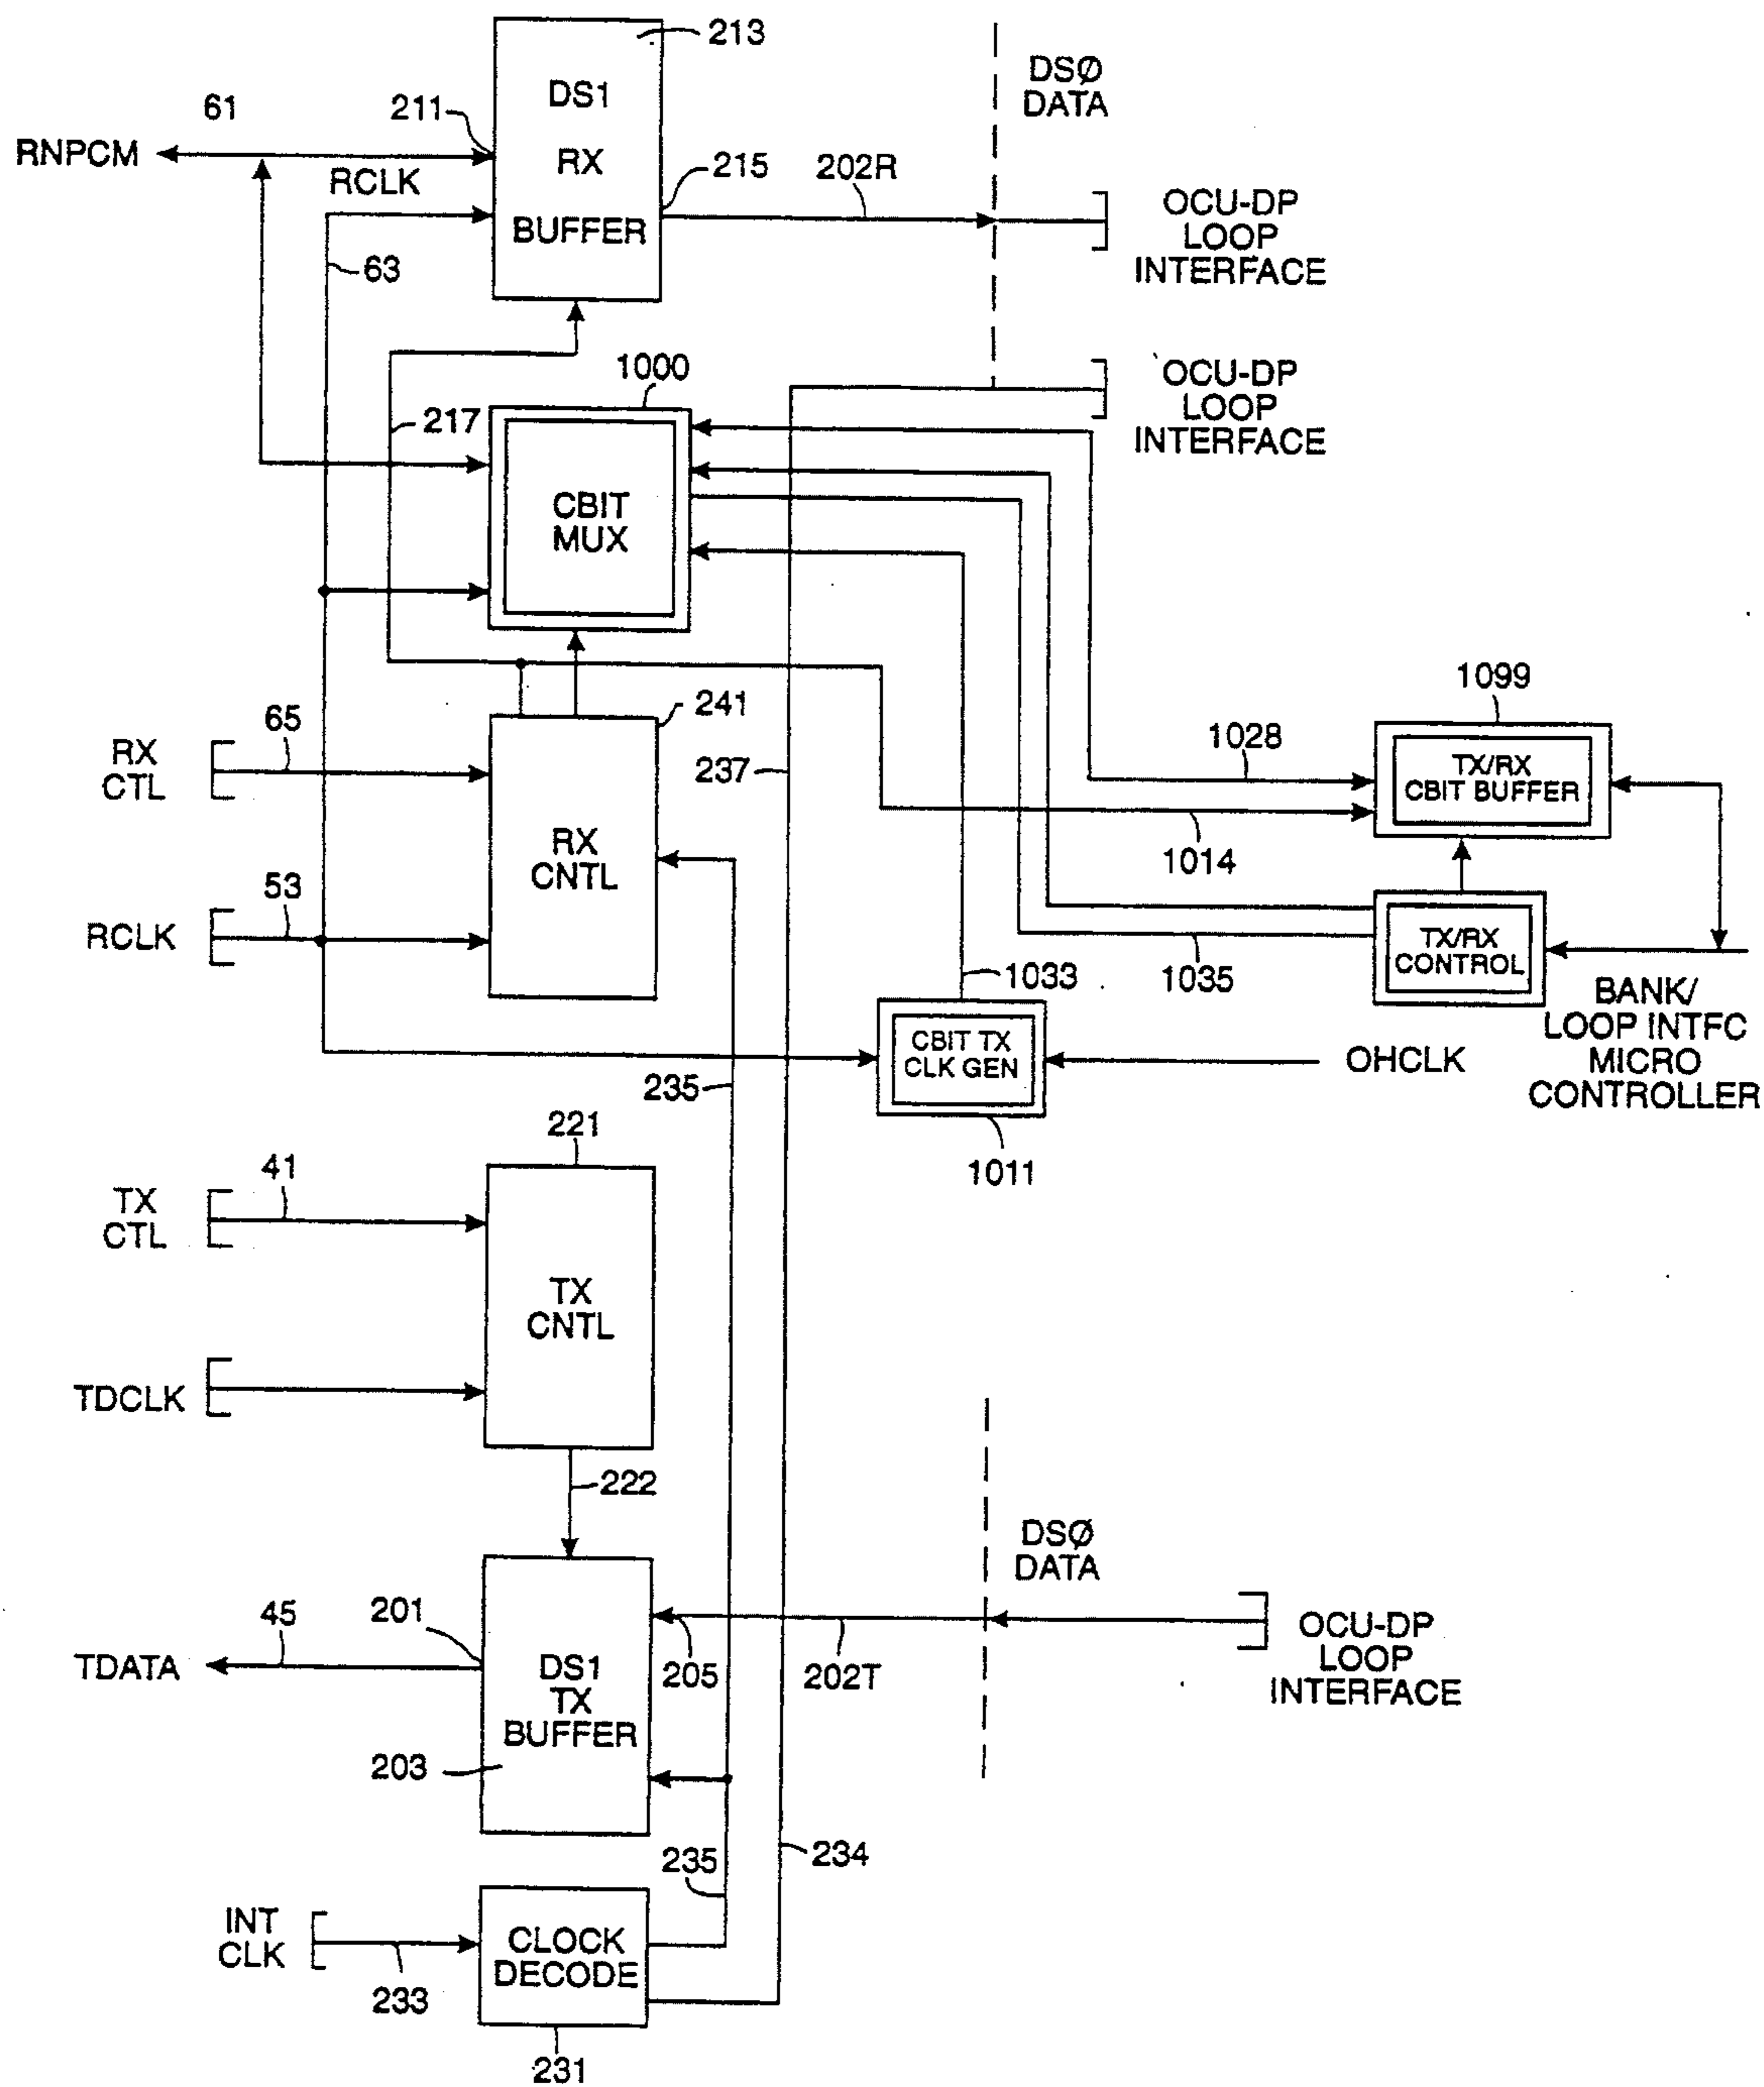 213
DS1
RX
BUFFER
DSØ
DATA
61
211
RNPCM
RCLK
215
202R
OCU-DP
LOOP
INTERFACE
63
1000
OCU-DP
LOOP
INTERFACE
217
CBIT
MUX
1099
241
65
RX
CTL
237
1028
TX/RX
CBIT BUFFER
RX
CNTL
1014
53
RCLK
TX/RX
CONTROL
1033
1035
BANK/
LOOP INTFC
MICRO
CONTROLLER
CBIT TX
CLK GEN
OHCLK
235
221
41
1011
TX
CTL
TX
CNTL
TDCLK
222
DSØ
DATA
45
201
TDATA
205
202T
OCU-DP
LOOP
INTERFACE
DS1
TX
BUFFER
203
234
235
INT
CLK
CLOCK
DECODE
233
231